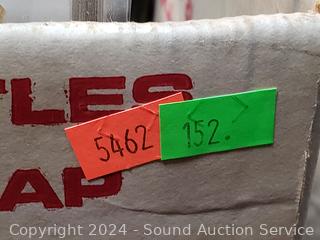 TLES
5462 152.
AP
Copyright 2024 - Sound Auction Service